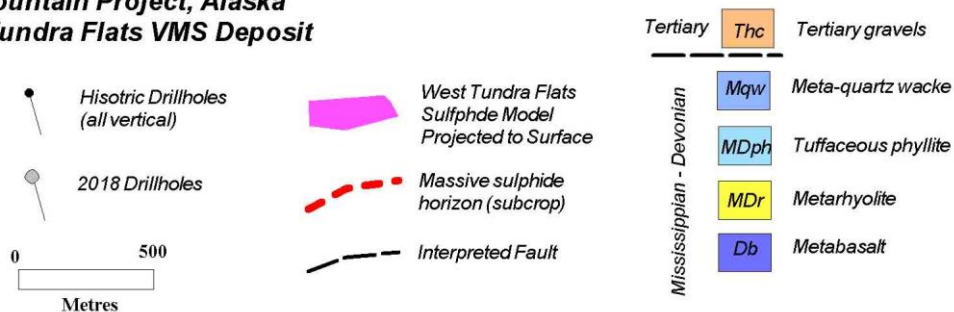 ountain Project, Alaska
undra Flats VMS Deposit
Hisotric Drillholes
(all vertical)
2018 Drillholes
0 500
Metres
West Tundra Flats
Sulfphde Model
Projected to Surface
Massive sulphide
horizon (subcrop)
Interpreted Fault
Tertiary Thc Tertiary gravels
Mississippian - Devonian
Mqw Meta-quartz wacke
MDph Tuffaceous phyllite
MDr Metarhyolite
Db Metabasalt